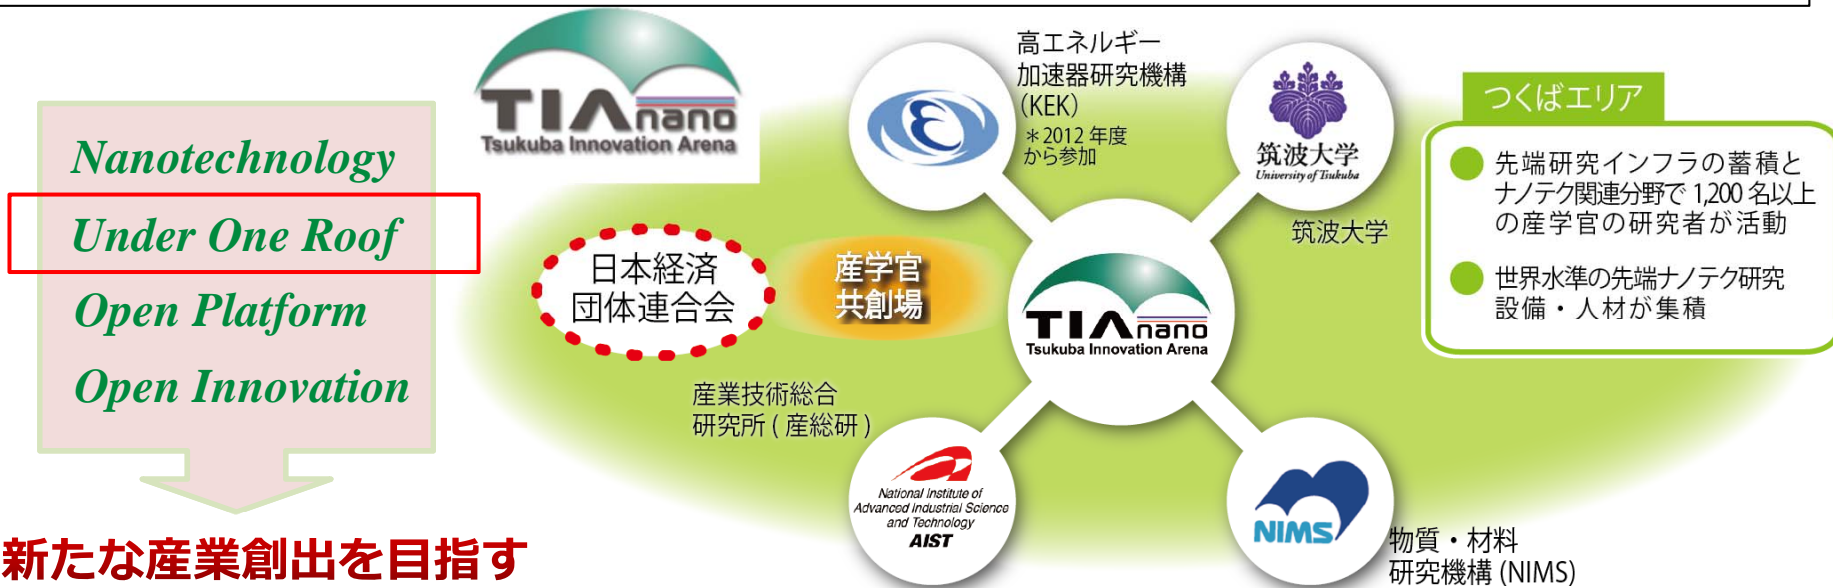 Nanotechnology
Under One Roof
Open Platform
Open Innovation
新たな産業創出を目指す
TIA nano
Tsukuba Innovation Arena
高エネルギー
加速器研究機構
(KEK)
＊2012 年度
から参加
筑波大学
University of Tsukuba
筑波大学
日本経済
団体連合会
産学官
共創場
TIA nano
Tsukuba Innovation Arena
産業技術総合
研究所 ( 産総研 )
National Institute of
Advanced Industrial Science
and Technology
AIST
NIMS
物質・材料
研究機構 (NIMS)
つくばエリア
先端研究インフラの蓄積と
ナノテク関連分野で 1,200 名以上
の産学官の研究者が活動
世界水準の先端ナノテク研究
設備・人材が集積